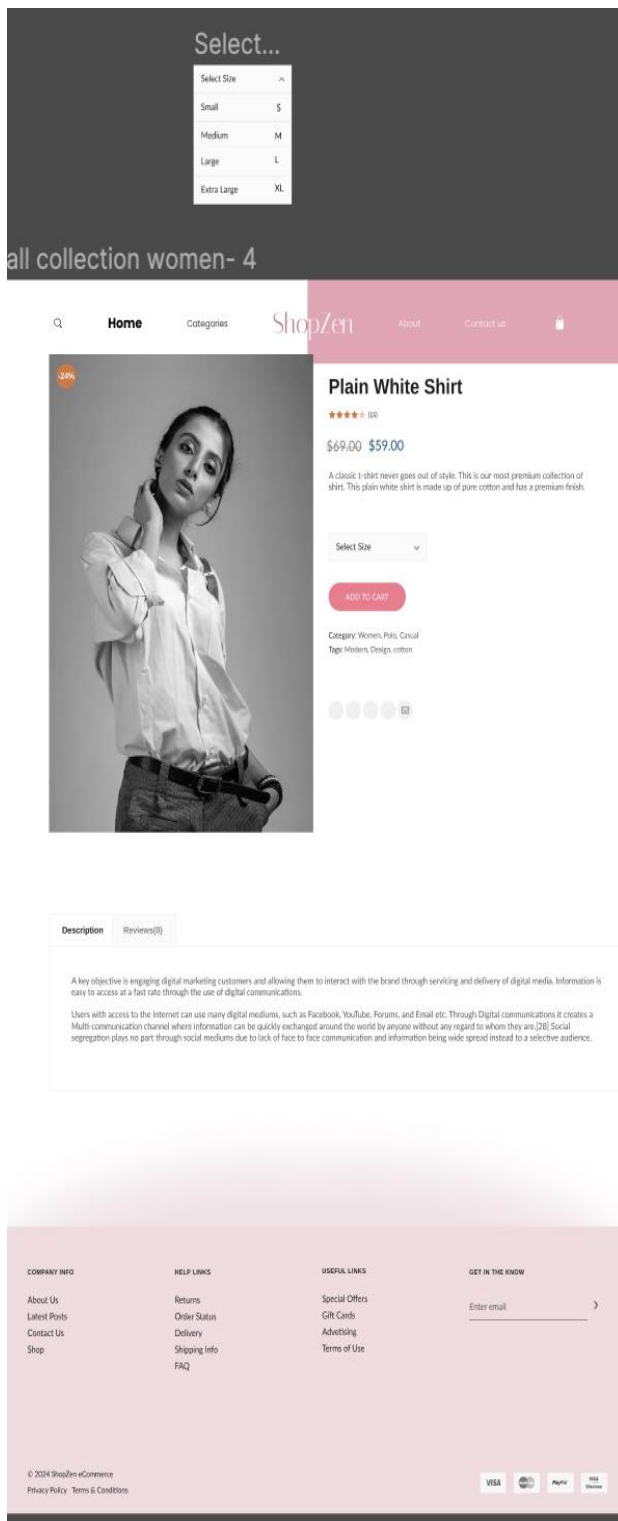 Select...
Select Size
Small S
Medium M
Large L
Extra Large XL
all collection women- 4
Home Categories ShopZen About Contact us
-24%
Plain White Shirt
$69.00 $59.00
A classic t-shirt never goes out of style. This is our most premium collection of
shirt. This plain white shirt is made up of pure cotton and has a premium finish.
Select Size
ADD TO CART
Category: Women, Polo, Casual
Tags: Modern, Design, cotton
Description Reviews(0)
A key objective is engaging digital marketing customers and allowing them to interact with the brand through servicing and delivery of digital media. Information is
easy to access at a fast rate through the use of digital communications.
Users with access to the Internet can use many digital mediums, such as Facebook, YouTube, Forums, and Email etc. Through Digital communications it creates a
Multi-communication channel where information can be quickly exchanged around the world by anyone without any regard to whom they are.[28] Social
segregation plays no part through social mediums due to lack of face to face communication and information being wide spread instead to a selective audience.
COMPANY INFO
About Us
Latest Posts
Contact Us
Shop
HELP LINKS
Returns
Order Status
Delivery
Shipping Info
FAQ
USEFUL LINKS
Special Offers
Gift Cards
Advetising
Terms of Use
GET IN THE KNOW
Enter email
© 2024 ShopZen eCommerce
Privacy Policy Terms & Conditions
VISA PayPal VISA